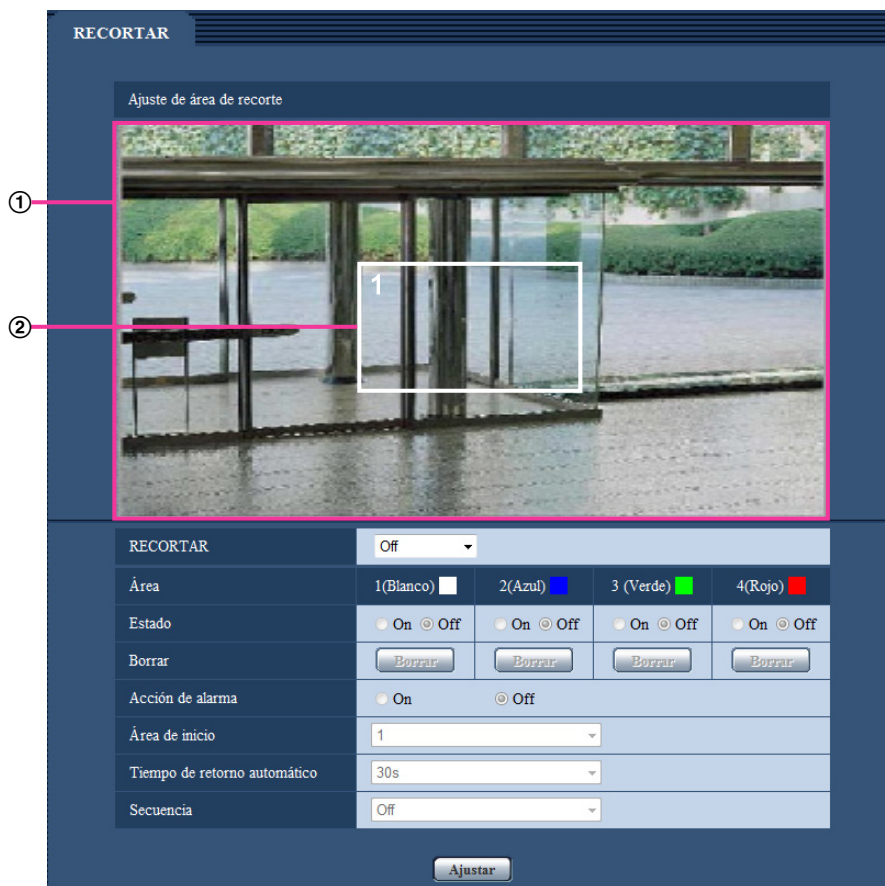 RECORTAR
Ajuste de área de recorte
①
1
②
RECORTAR Off
Área 1(Blanco) 2(Azul) 3 (Verde) 4(Rojo)
Estado On Off On Off On Off On Off
Borrar Borrar Borrar Borrar Borrar
Acción de alarma On Off
Área de inicio 1
Tiempo de retorno automático 30s
Secuencia Off
Ajustar